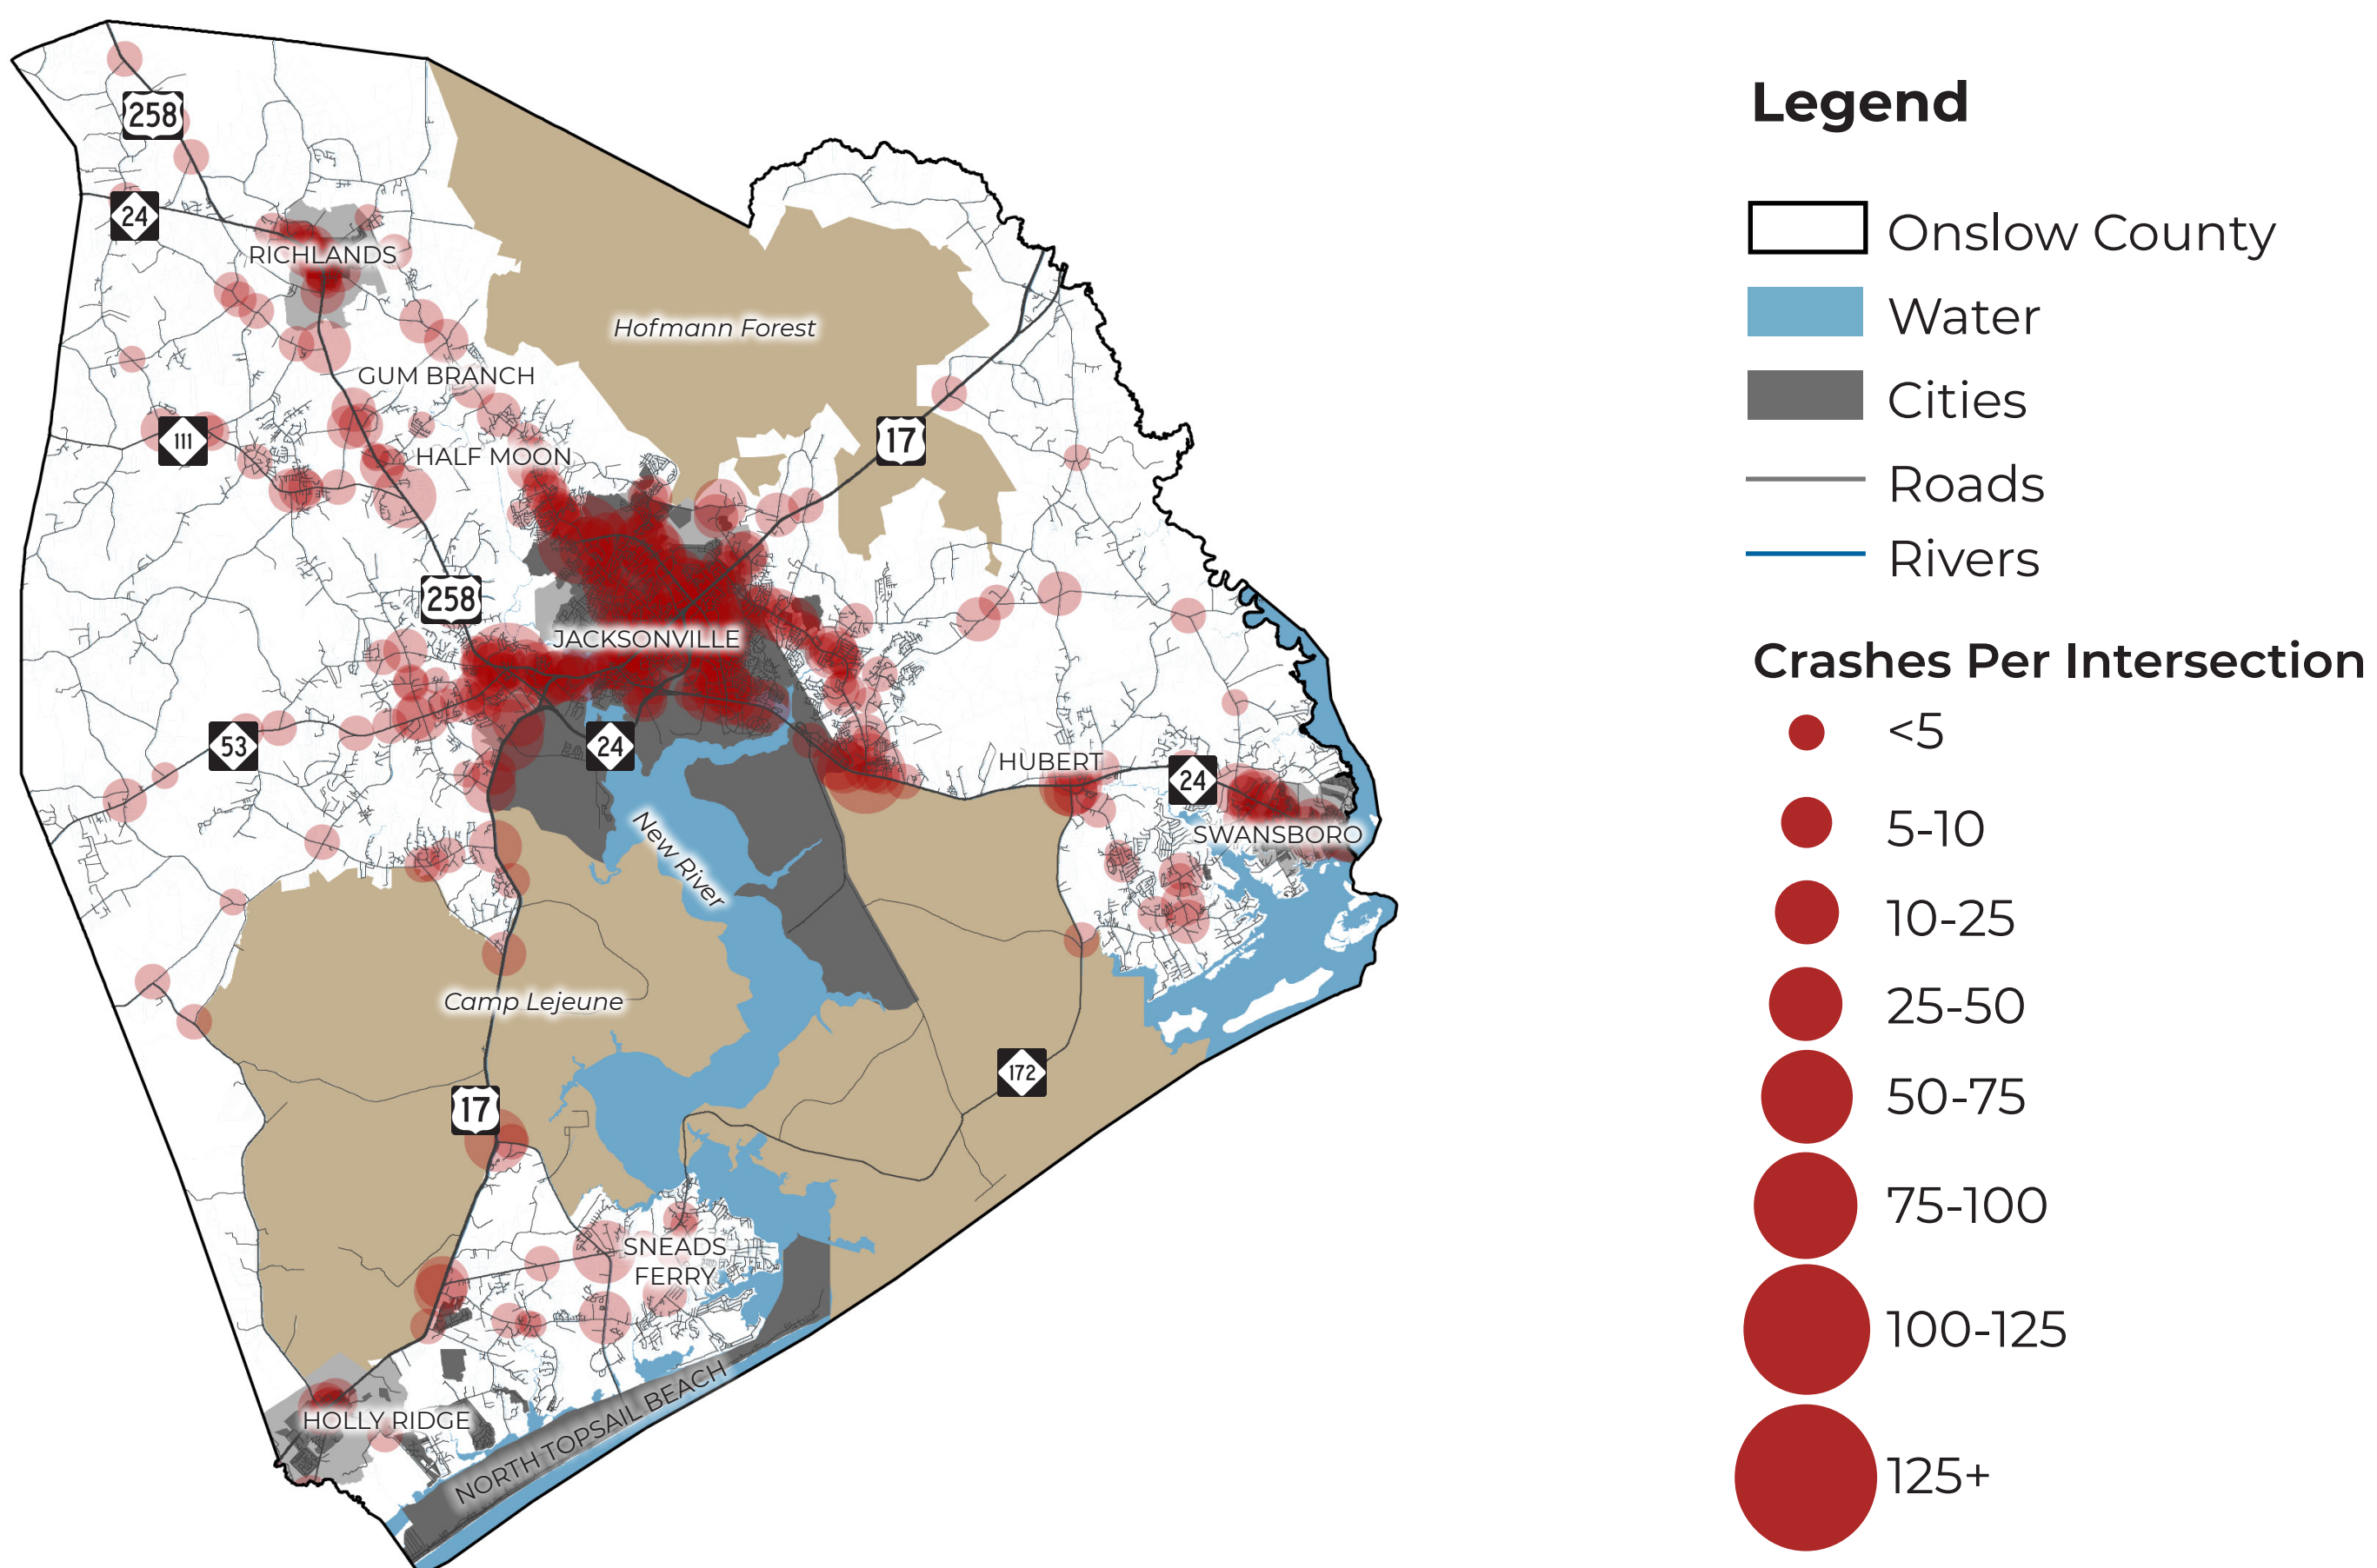 258
24
RICHLANDS
Hofmann Forest
GUM BRANCH
17
111
HALF MOON
258
JACKSONVILLE
53
24
HUBERT
24
New River
SWANSBORO
Camp Lejeune
172
17
SNEADS
FERRY
HOLLY RIDGE
NORTH TOPSAIL BEACH
Legend
Onslow County
Water
Cities
Roads
Rivers
Crashes Per Intersection
<5
5-10
10-25
25-50
50-75
75-100
100-125
125+